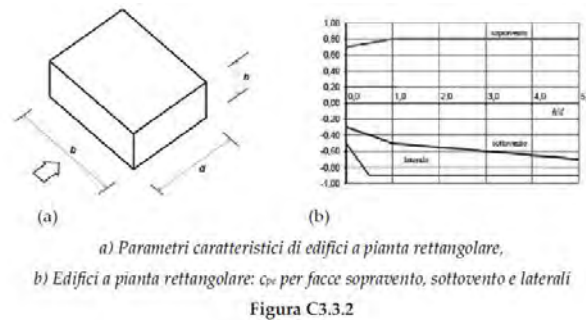 h
b
d
(a)
1,00
0,80
0,60
0,40
0,20
0,00
-0,20
-0,40
-0,60
-0,80
-1,00
sopravento
0,0 1,0 2,0 3,0 4,0 5
h/d
sottovento
laterale
(b)
a) Parametri caratteristici di edifici a pianta rettangolare,
b) Edifici a pianta rettangolare: cpe per facce sopravento, sottovento e laterali
Figura C3.3.2